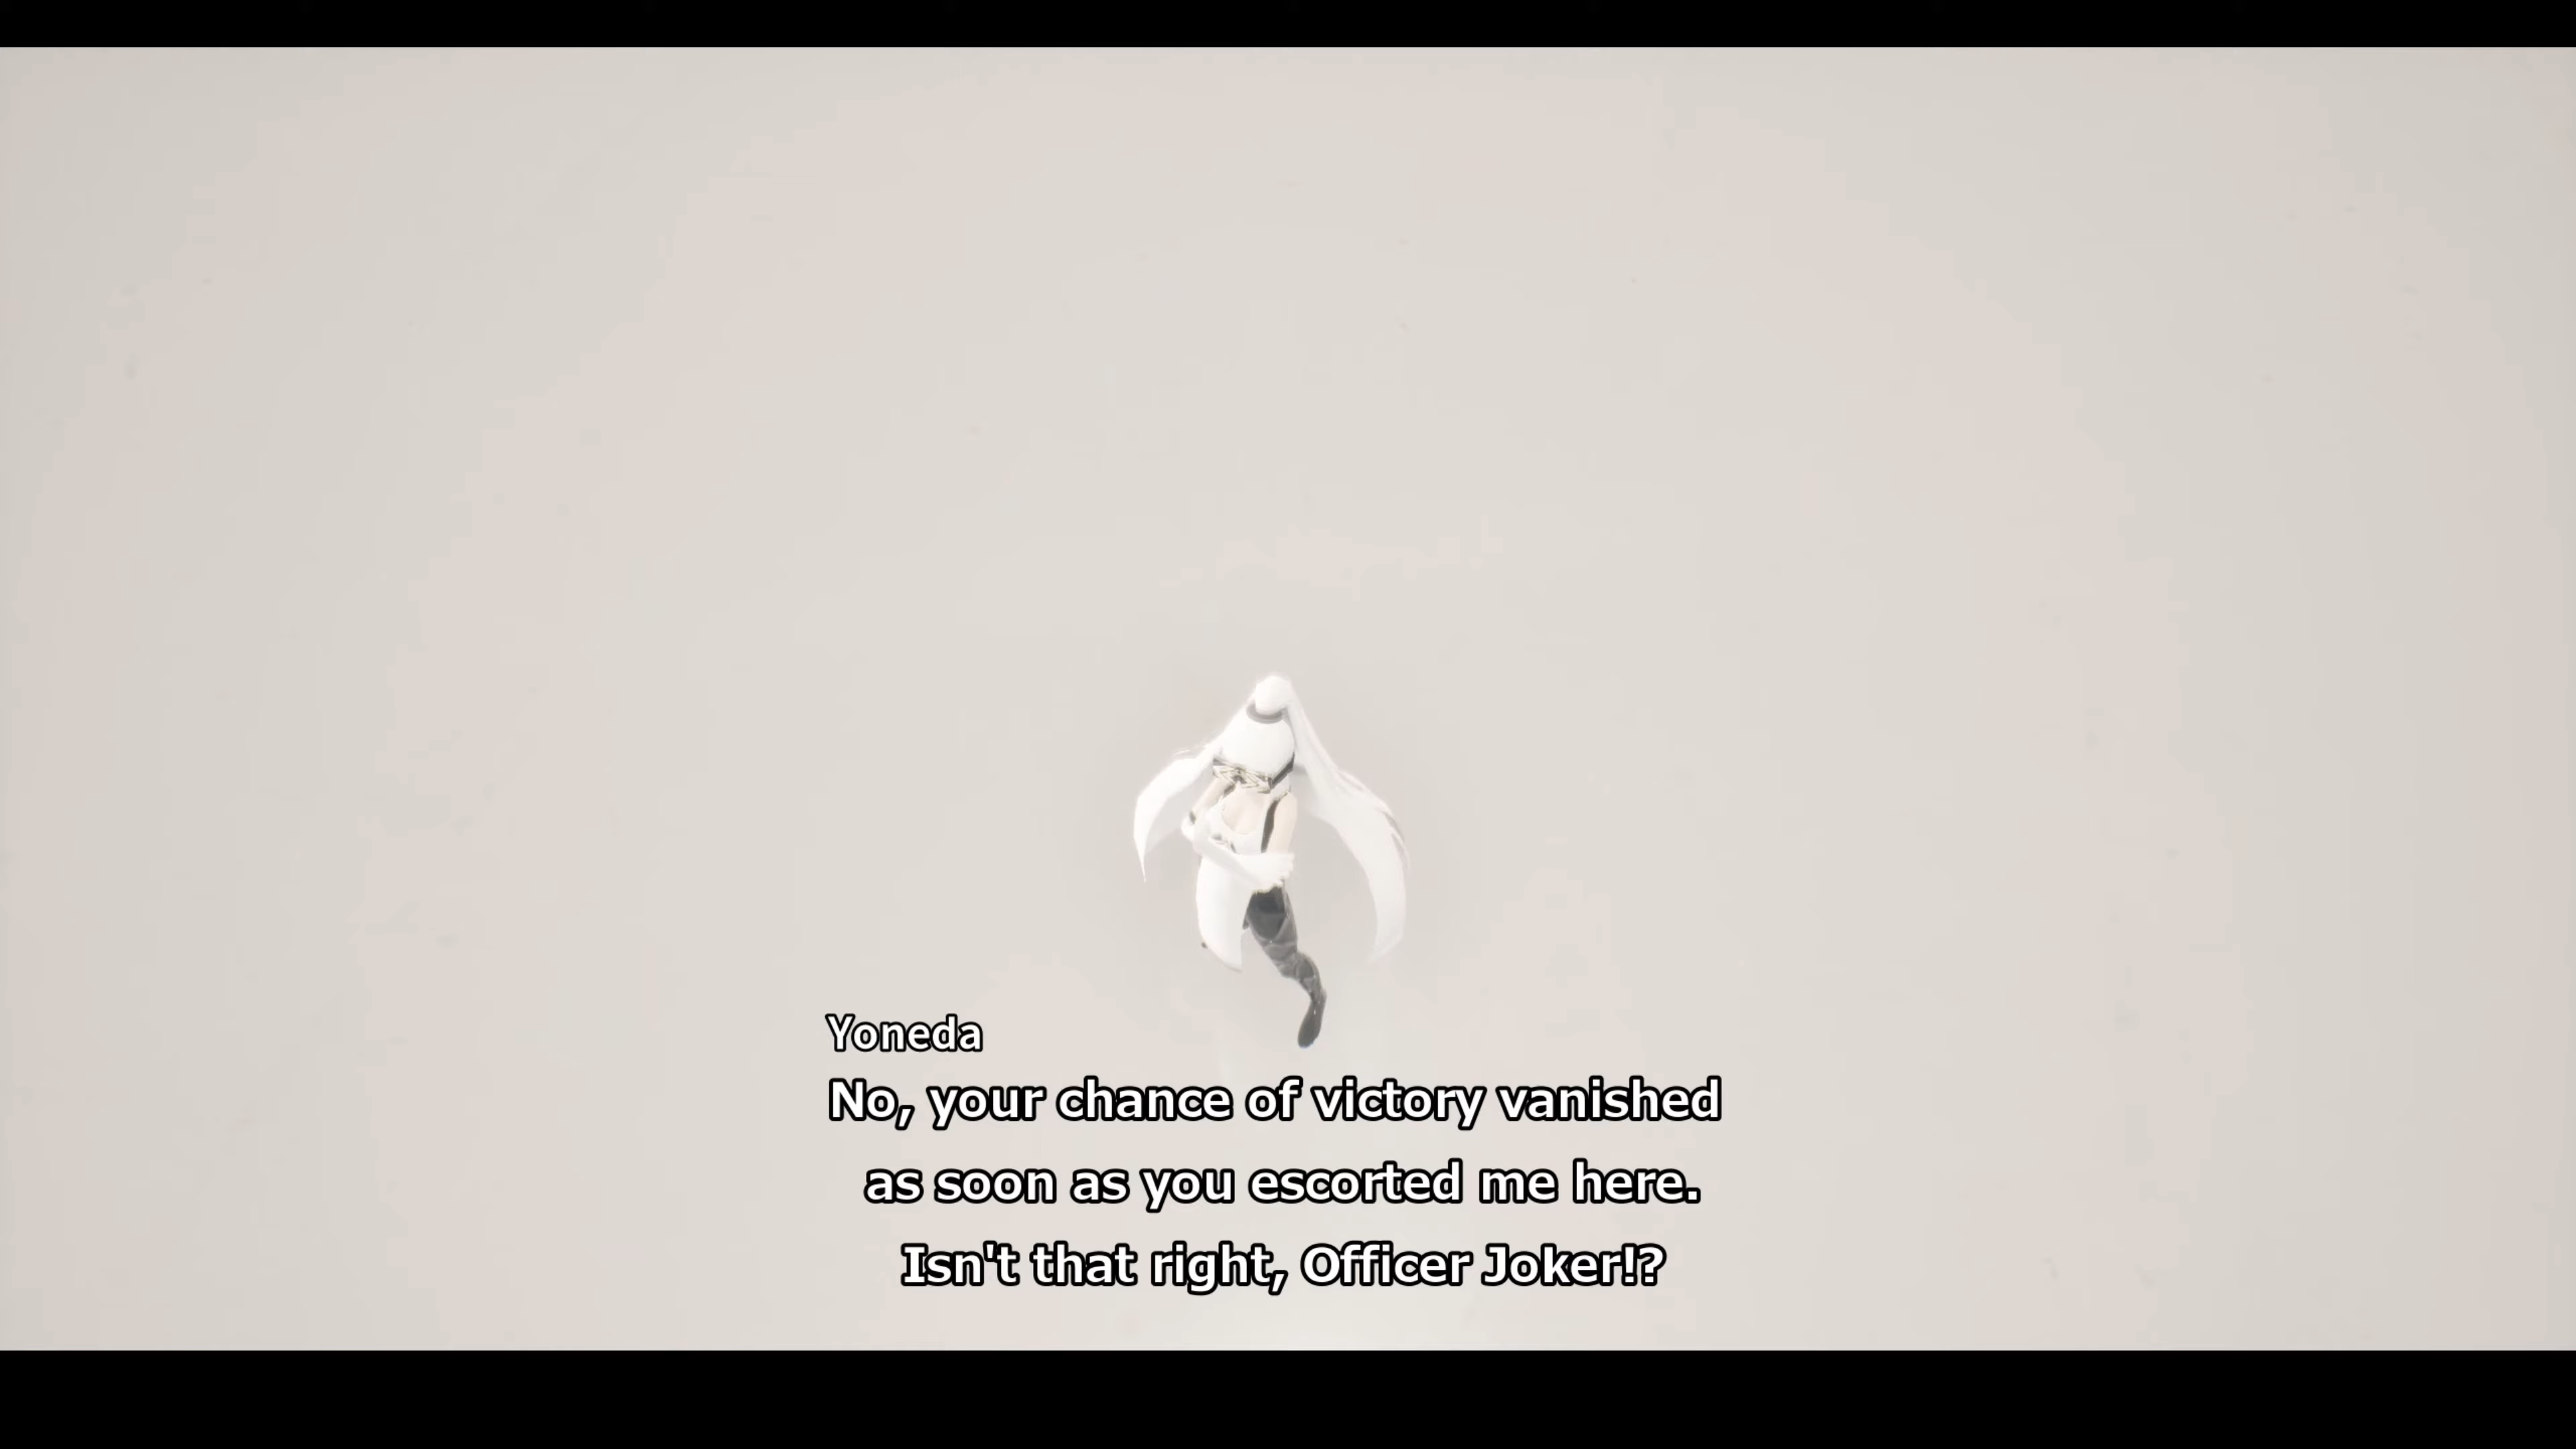 Yoneda
No, your chance of victory vanished
as soon as you escorted me here.
Isn't that right, Officer Joker!?